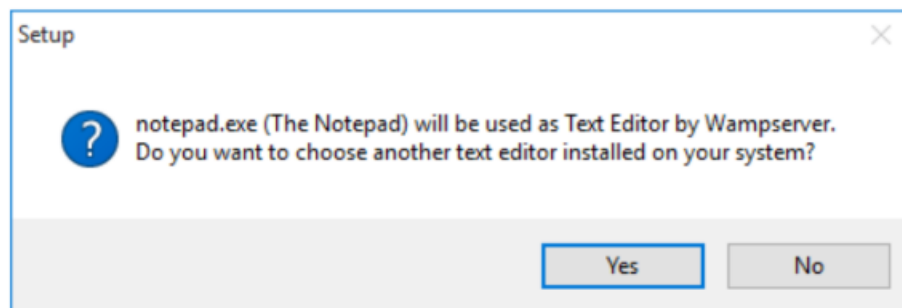 Setup
notepad.exe (The Notepad) will be used as Text Editor by Wampserver.
Do you want to choose another text editor installed on your system?
Yes No